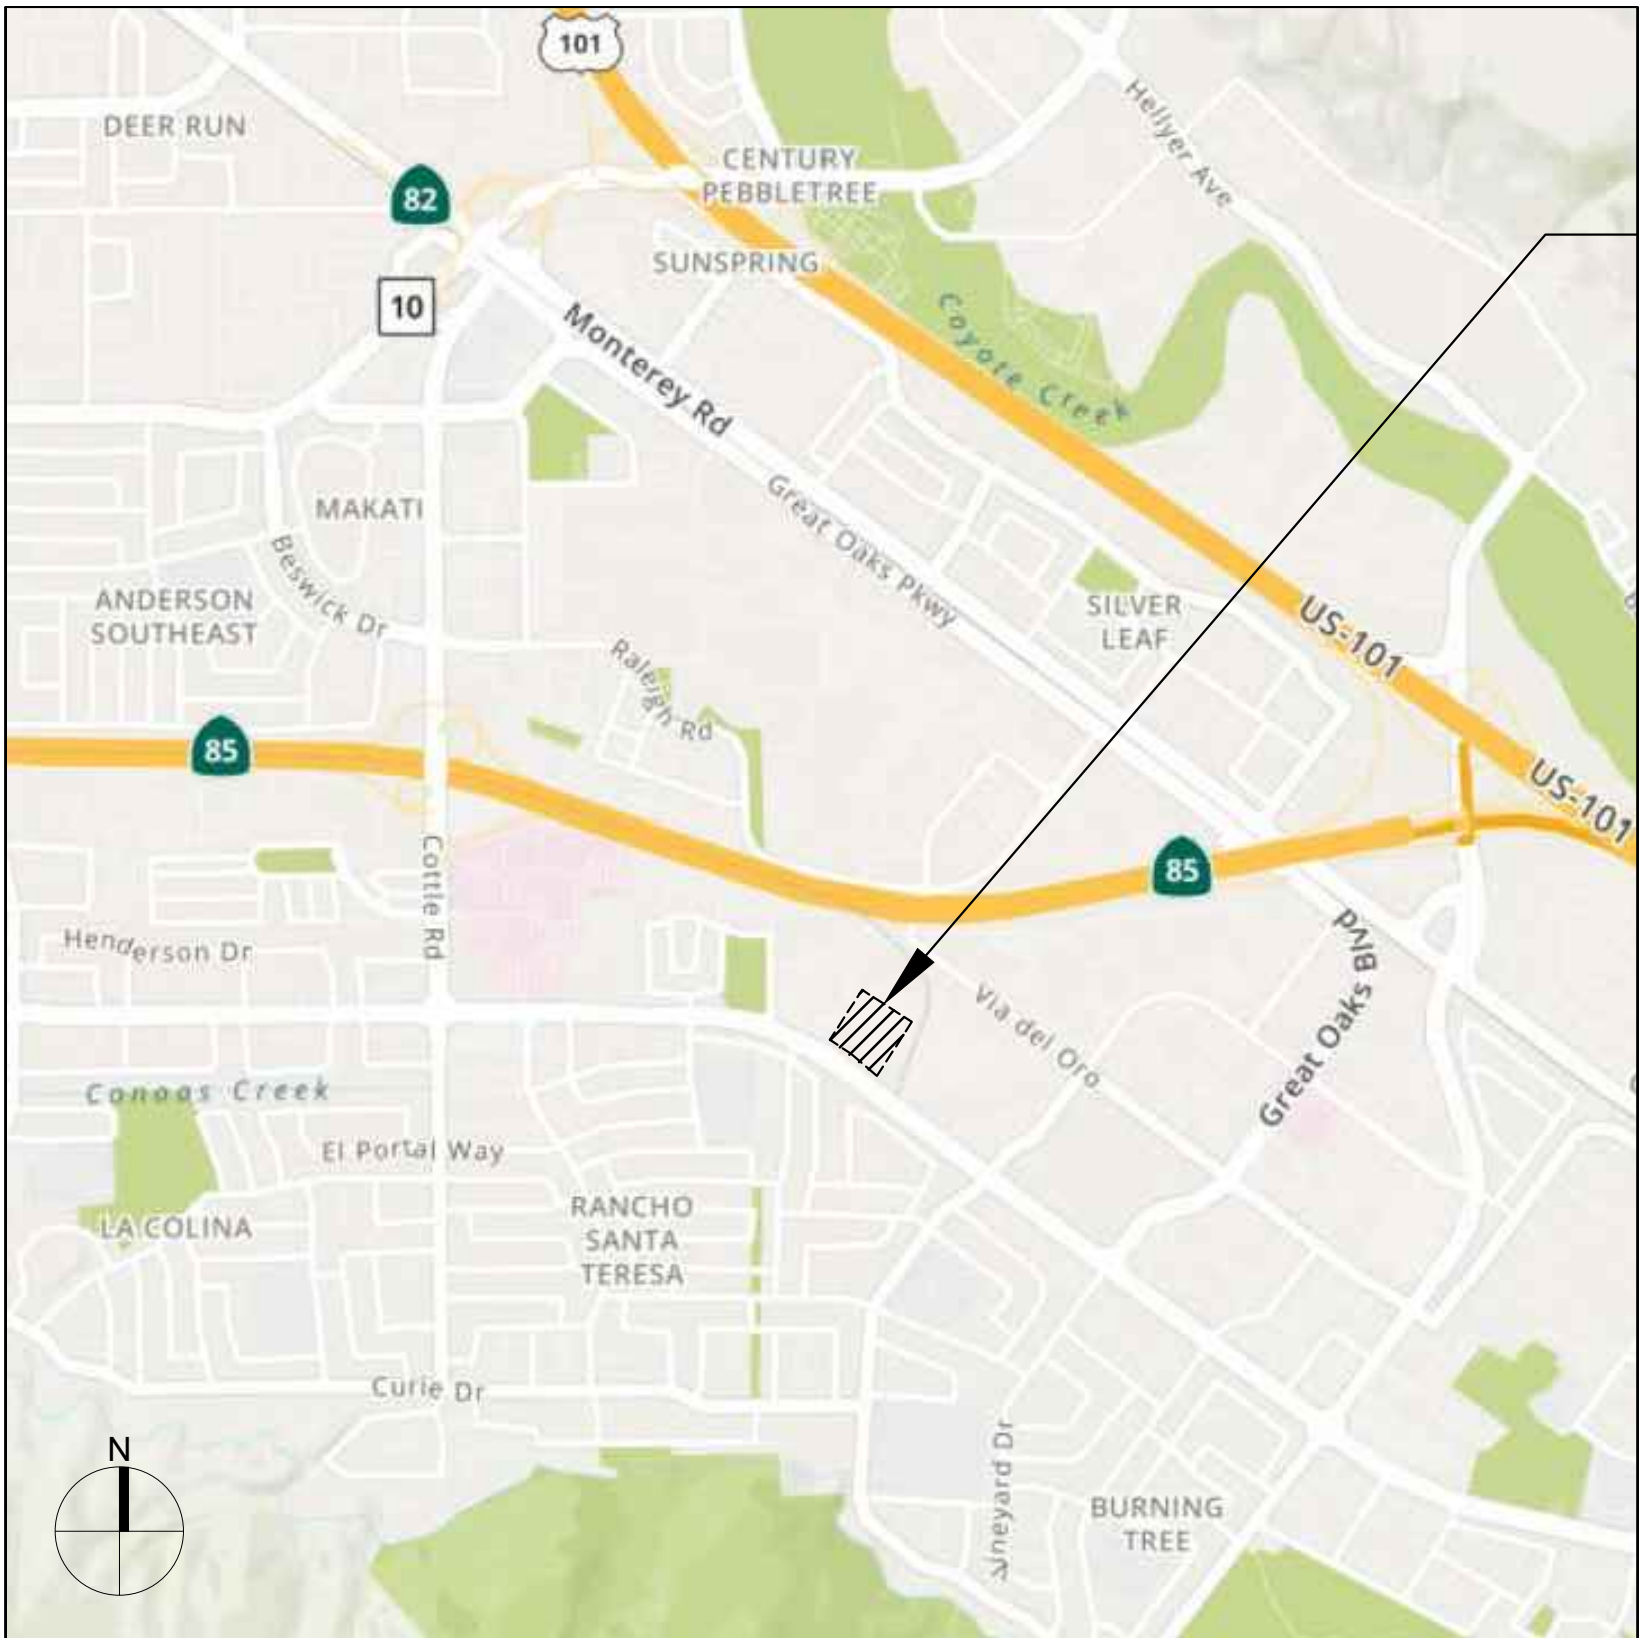 101
DEER RUN
Hellyer Ave
CENTURY
PEBBLETREE
82
SUNSPRING
10
Monterey Rd
Coyote Creek
MAKATI
Great Oaks Pkwy
Beswick Dr
ANDERSON
SOUTHEAST
SILVER
LEAF
US-101
Raleigh Rd
85
US-101
85
Cottle Rd
Henderson Dr
Great Oaks Blvd
Via del Oro
Canoas Creek
El Portal Way
RANCHO
SANTA
TERESA
LA COLINA
Curie Dr
N
BURNING
TREE